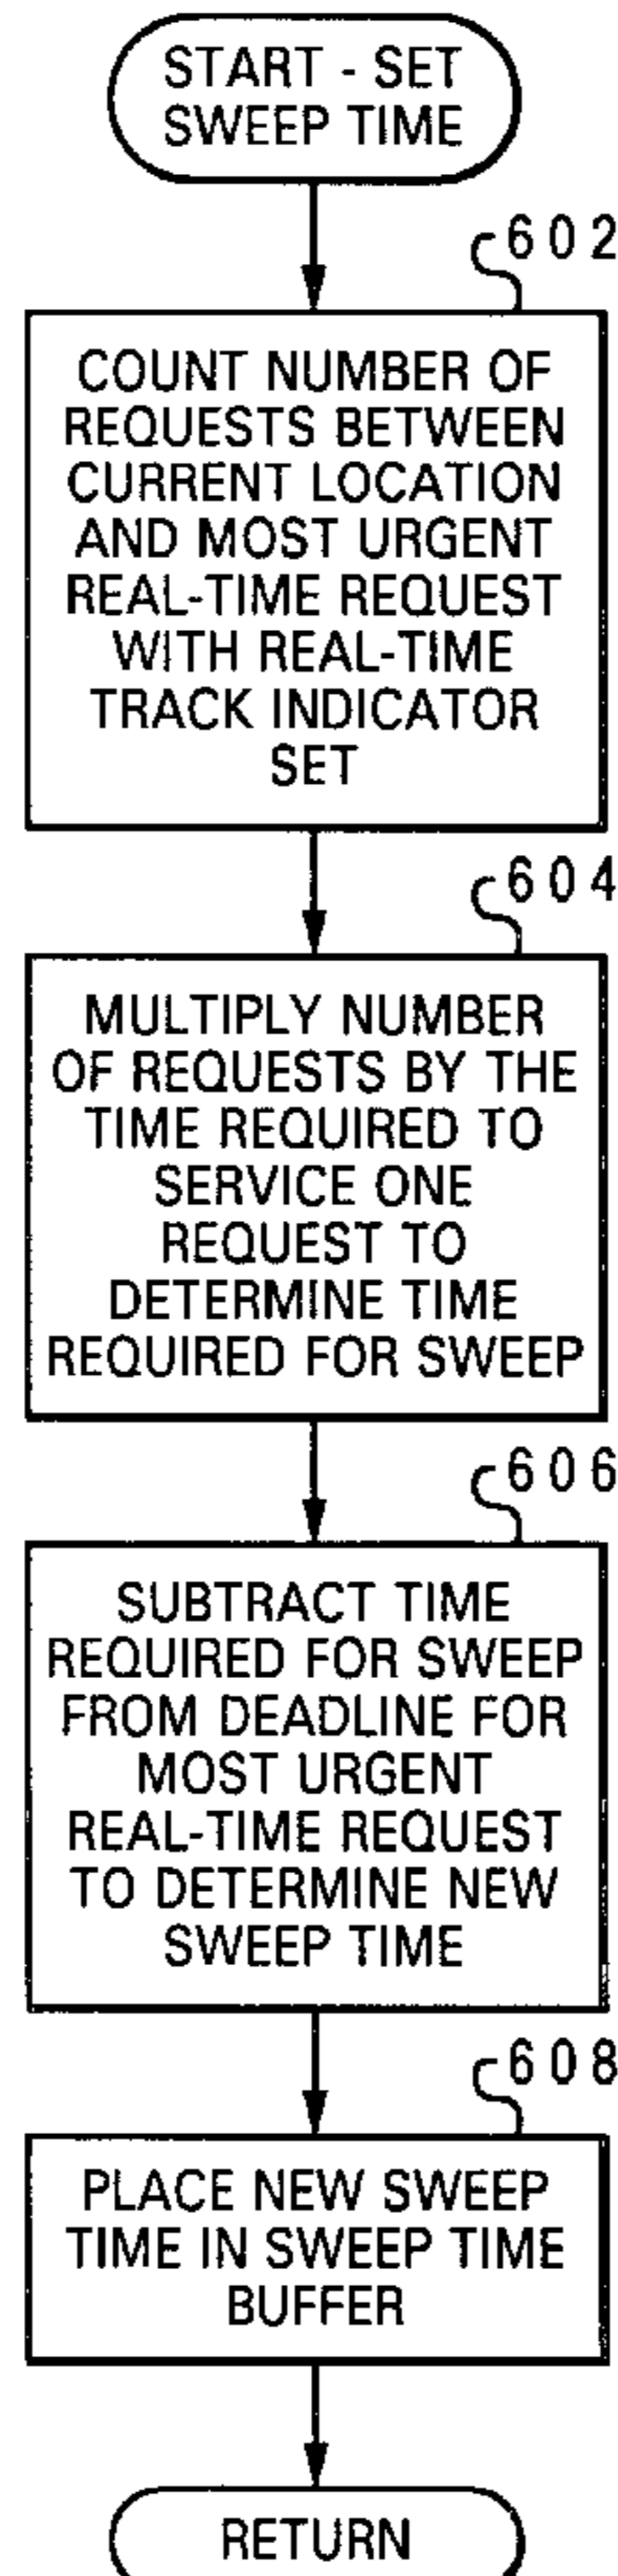 START - SET
SWEEP TIME
602
COUNT NUMBER OF
REQUESTS BETWEEN
CURRENT LOCATION
AND MOST URGENT
REAL-TIME REQUEST
WITH REAL-TIME
TRACK INDICATOR
SET
604
MULTIPLY NUMBER
OF REQUESTS BY THE
TIME REQUIRED TO
SERVICE ONE
REQUEST TO
DETERMINE TIME
REQUIRED FOR SWEEP
606
SUBTRACT TIME
REQUIRED FOR SWEEP
FROM DEADLINE FOR
MOST URGENT
REAL-TIME REQUEST
TO DETERMINE NEW
SWEEP TIME
608
PLACE NEW SWEEP
TIME IN SWEEP TIME
BUFFER
RETURN